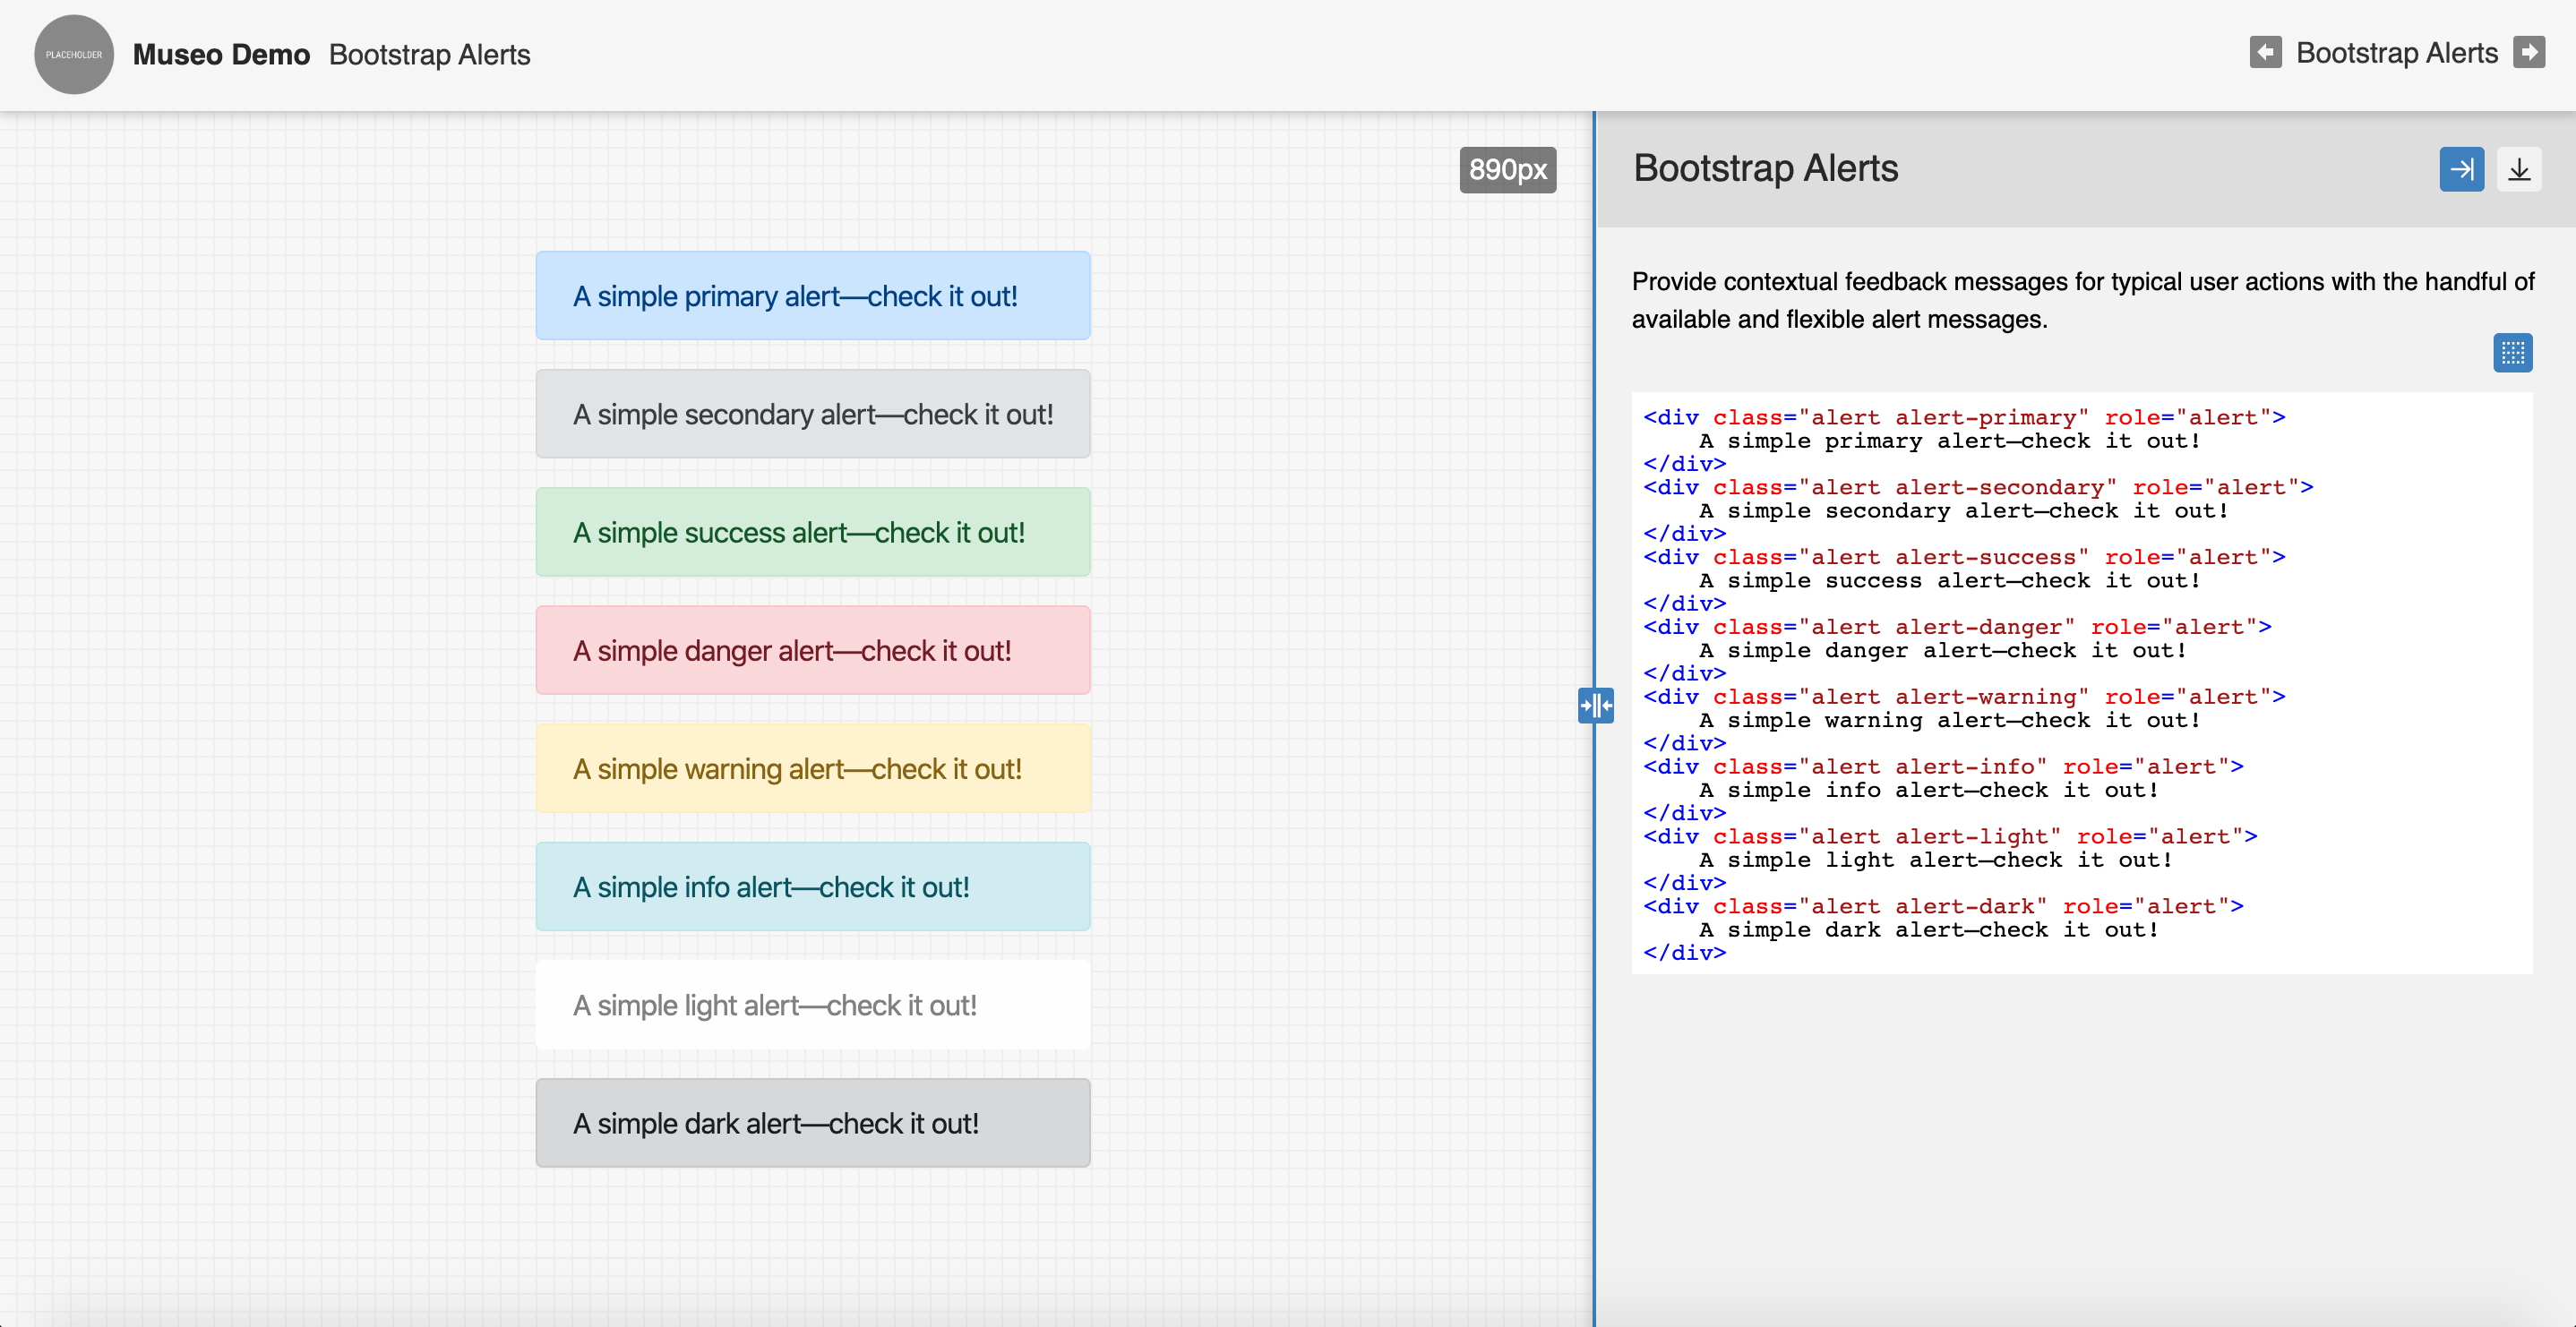 PLACEHOLDER
Museo Demo Bootstrap Alerts
Bootstrap Alerts
890px
A simple primary alert—check it out!
A simple secondary alert—check it out!
A simple success alert—check it out!
A simple danger alert—check it out!
A simple warning alert—check it out!
A simple info alert—check it out!
A simple light alert—check it out!
A simple dark alert—check it out!
Bootstrap Alerts
Provide contextual feedback messages for typical user actions with the handful of
available and flexible alert messages.
<div class="alert alert-primary" role="alert">
    A simple primary alert—check it out!
</div>
<div class="alert alert-secondary" role="alert">
    A simple secondary alert—check it out!
</div>
<div class="alert alert-success" role="alert">
    A simple success alert—check it out!
</div>
<div class="alert alert-danger" role="alert">
    A simple danger alert—check it out!
</div>
<div class="alert alert-warning" role="alert">
    A simple warning alert—check it out!
</div>
<div class="alert alert-info" role="alert">
    A simple info alert—check it out!
</div>
<div class="alert alert-light" role="alert">
    A simple light alert—check it out!
</div>
<div class="alert alert-dark" role="alert">
    A simple dark alert—check it out!
</div>